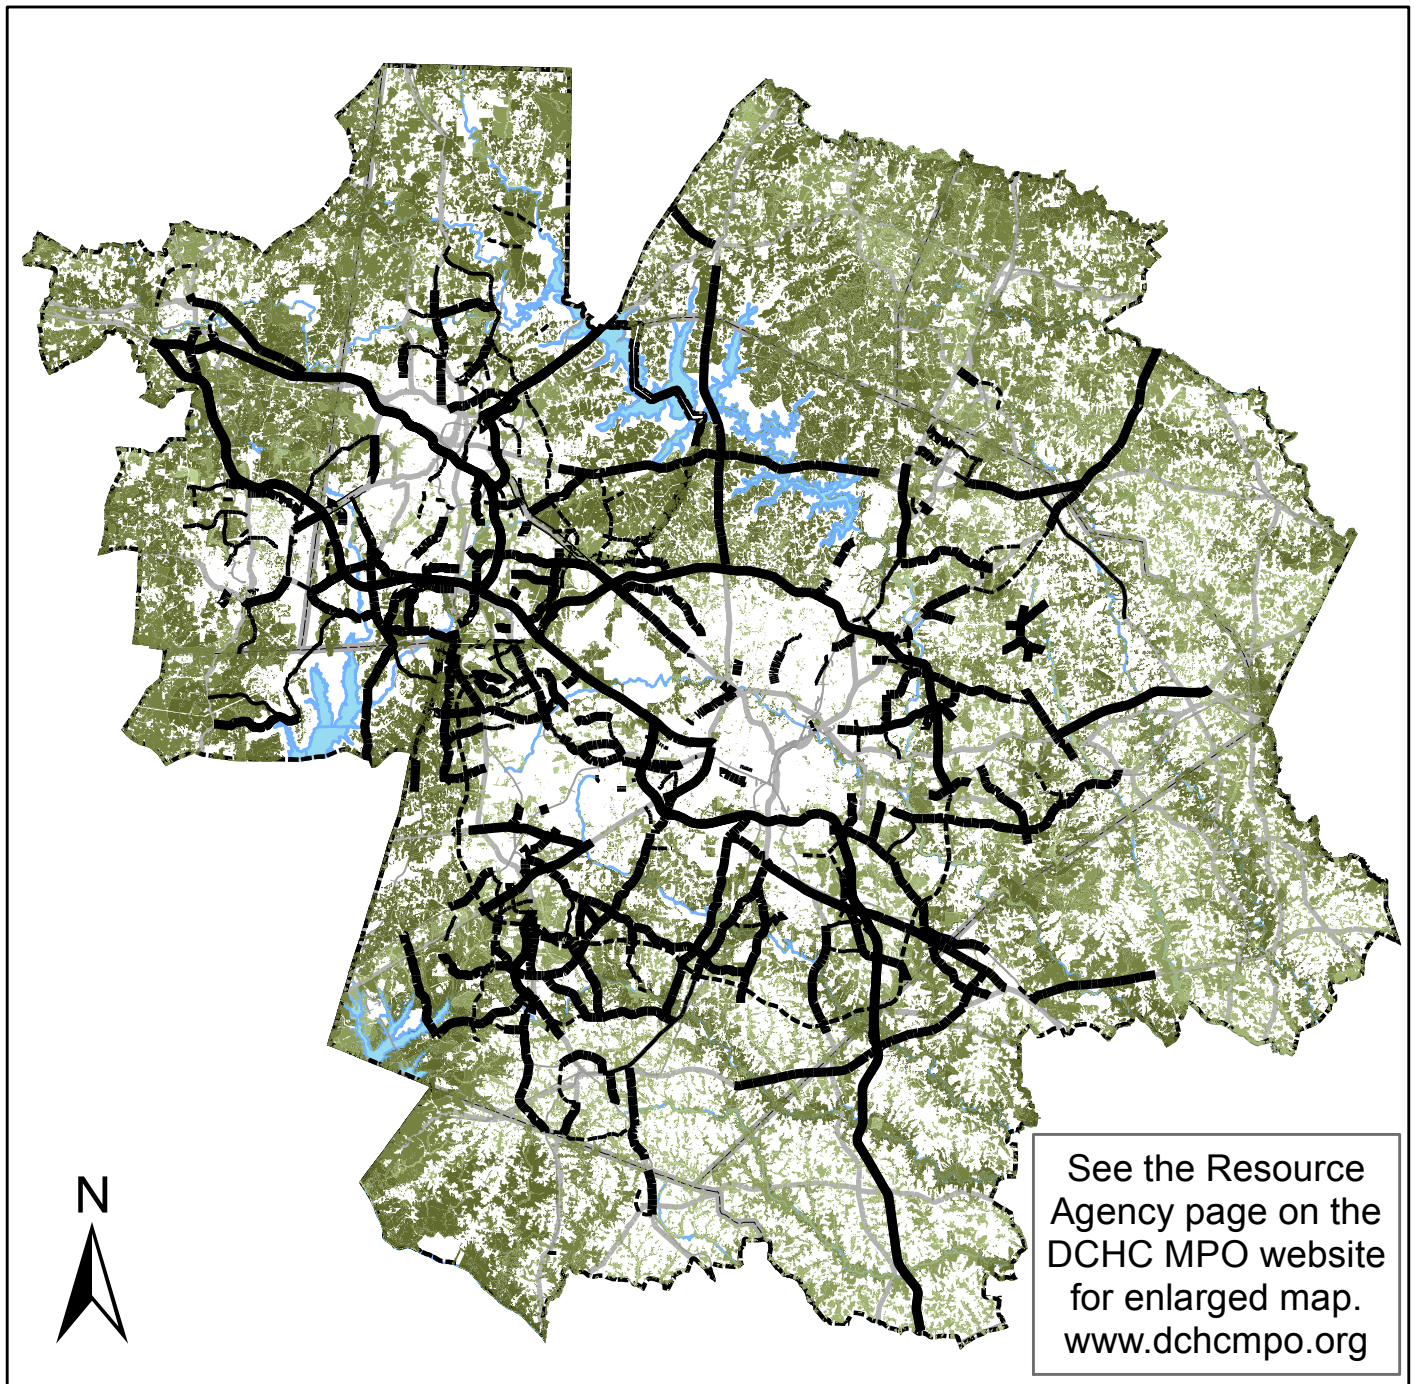 N
See the Resource
Agency page on the
DCHC MPO website
for enlarged map.
www.dchcmpo.org